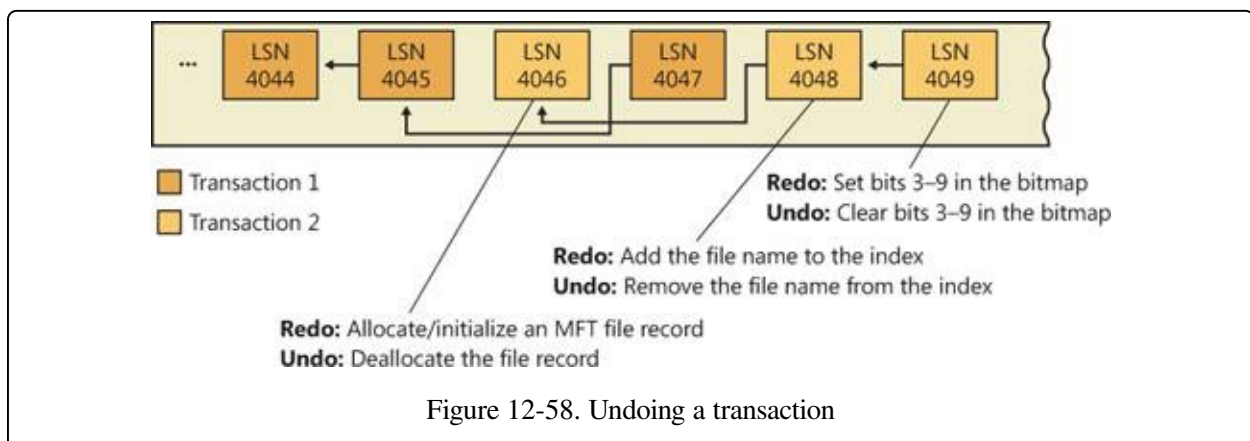 ... LSN 4044 LSN 4045 LSN 4046 LSN 4047 LSN 4048 LSN 4049
Transaction 1
Transaction 2
Redo: Set bits 3–9 in the bitmap
Undo: Clear bits 3–9 in the bitmap
Redo: Add the file name to the index
Undo: Remove the file name from the index
Redo: Allocate/initialize an MFT file record
Undo: Deallocate the file record
Figure 12-58. Undoing a transaction